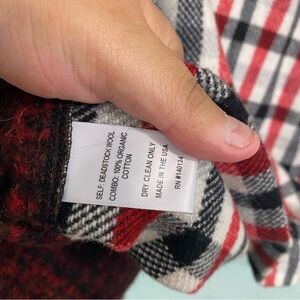 SELF: DEADSTOCK WOOL
COMBO: 100% ORGANIC
COTTON
DRY CLEAN ONLY
MADE IN THE USA
RN #140134